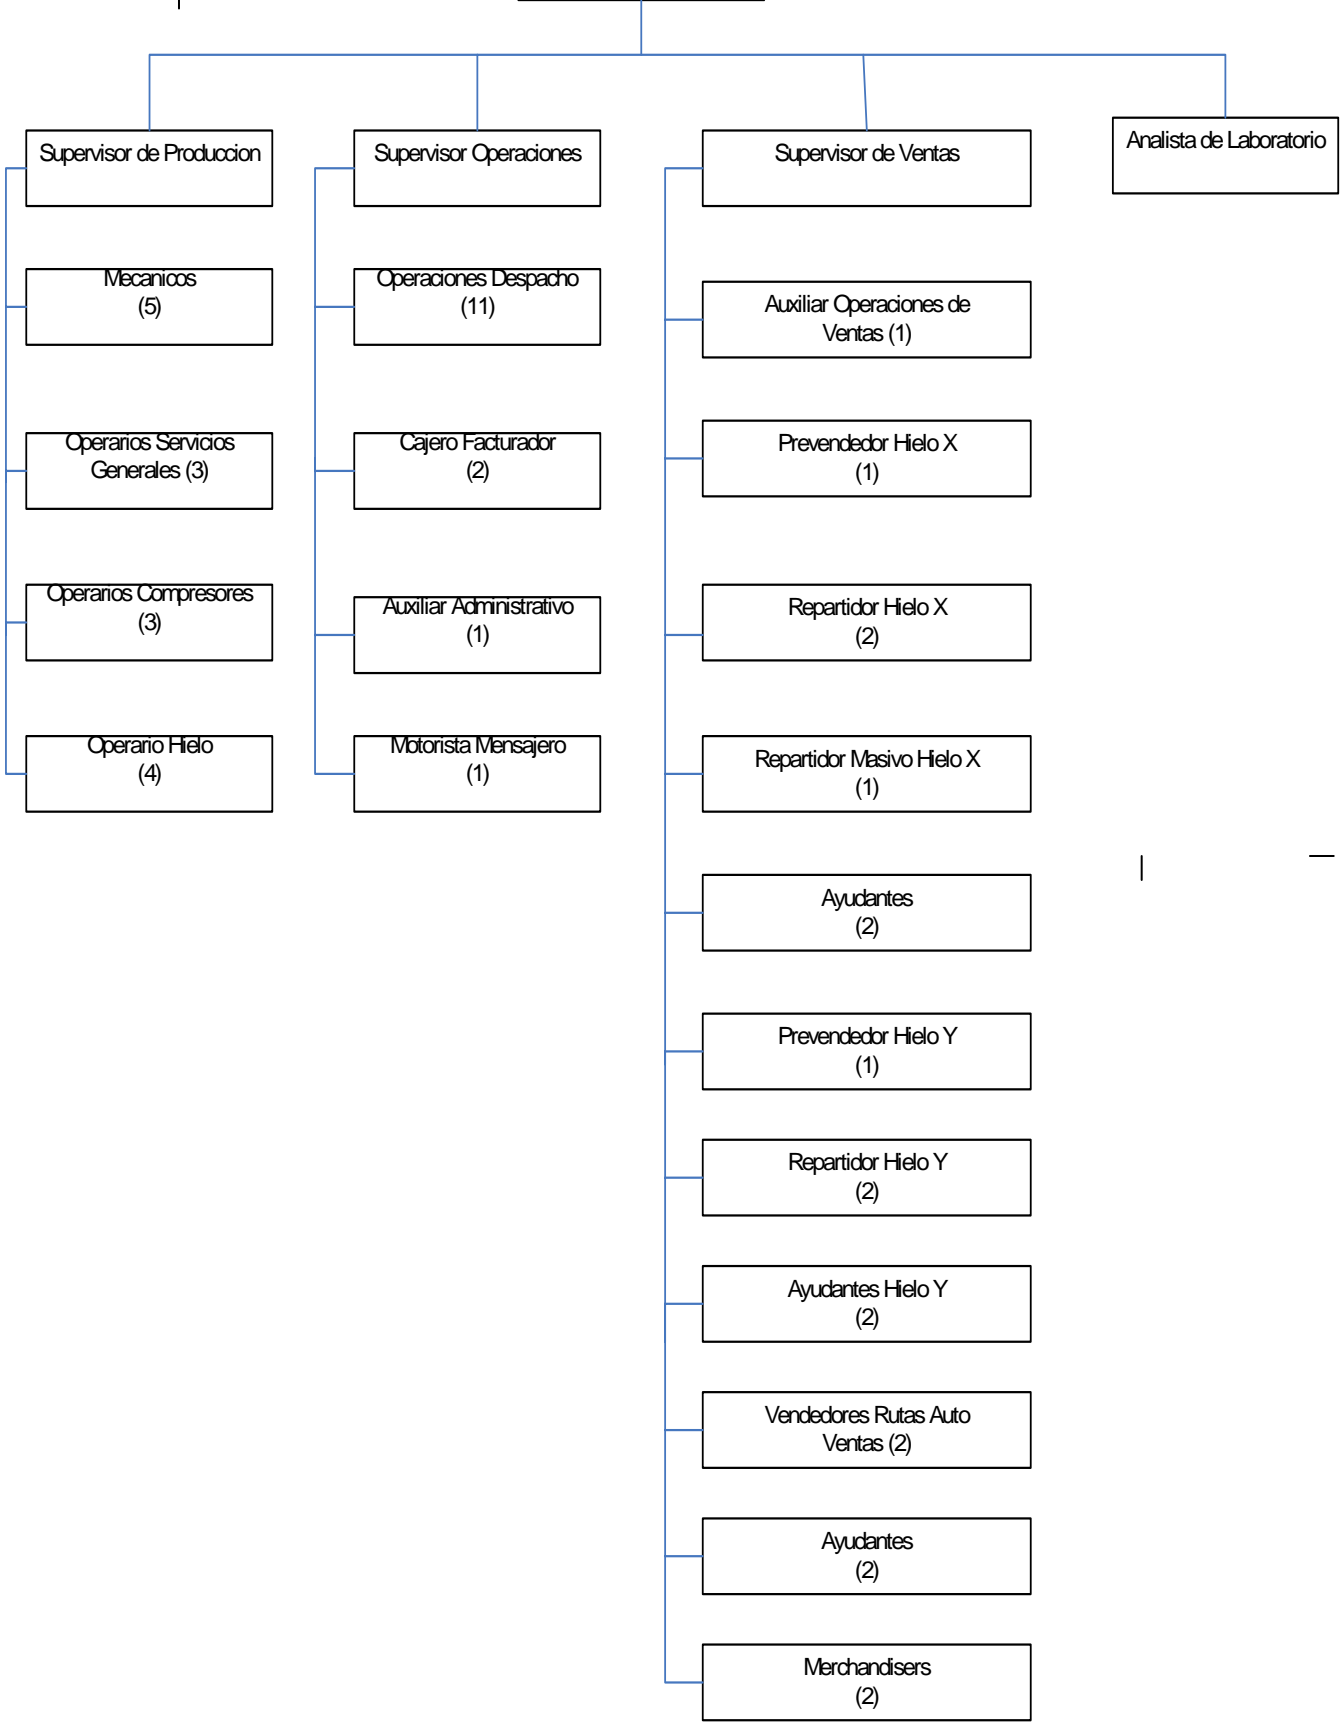 Supervisor de Produccion
Mecanicos
(5)
Operarios Servicios
Generales (3)
Operarios Compresores
(3)
Operario Hielo
(4)
Supervisor Operaciones
Operaciones Despacho
(11)
Cajero Facturador
(2)
Auxiliar Administrativo
(1)
Motorista Mensajero
(1)
Supervisor de Ventas
Auxiliar Operaciones de
Ventas (1)
Prevendedor Hielo X
(1)
Repartidor Hielo X
(2)
Repartidor Masivo Hielo X
(1)
Ayudantes
(2)
Prevendedor Hielo Y
(1)
Repartidor Hielo Y
(2)
Ayudantes Hielo Y
(2)
Vendedores Rutas Auto
Ventas (2)
Ayudantes
(2)
Merchandisers
(2)
Analista de Laboratorio